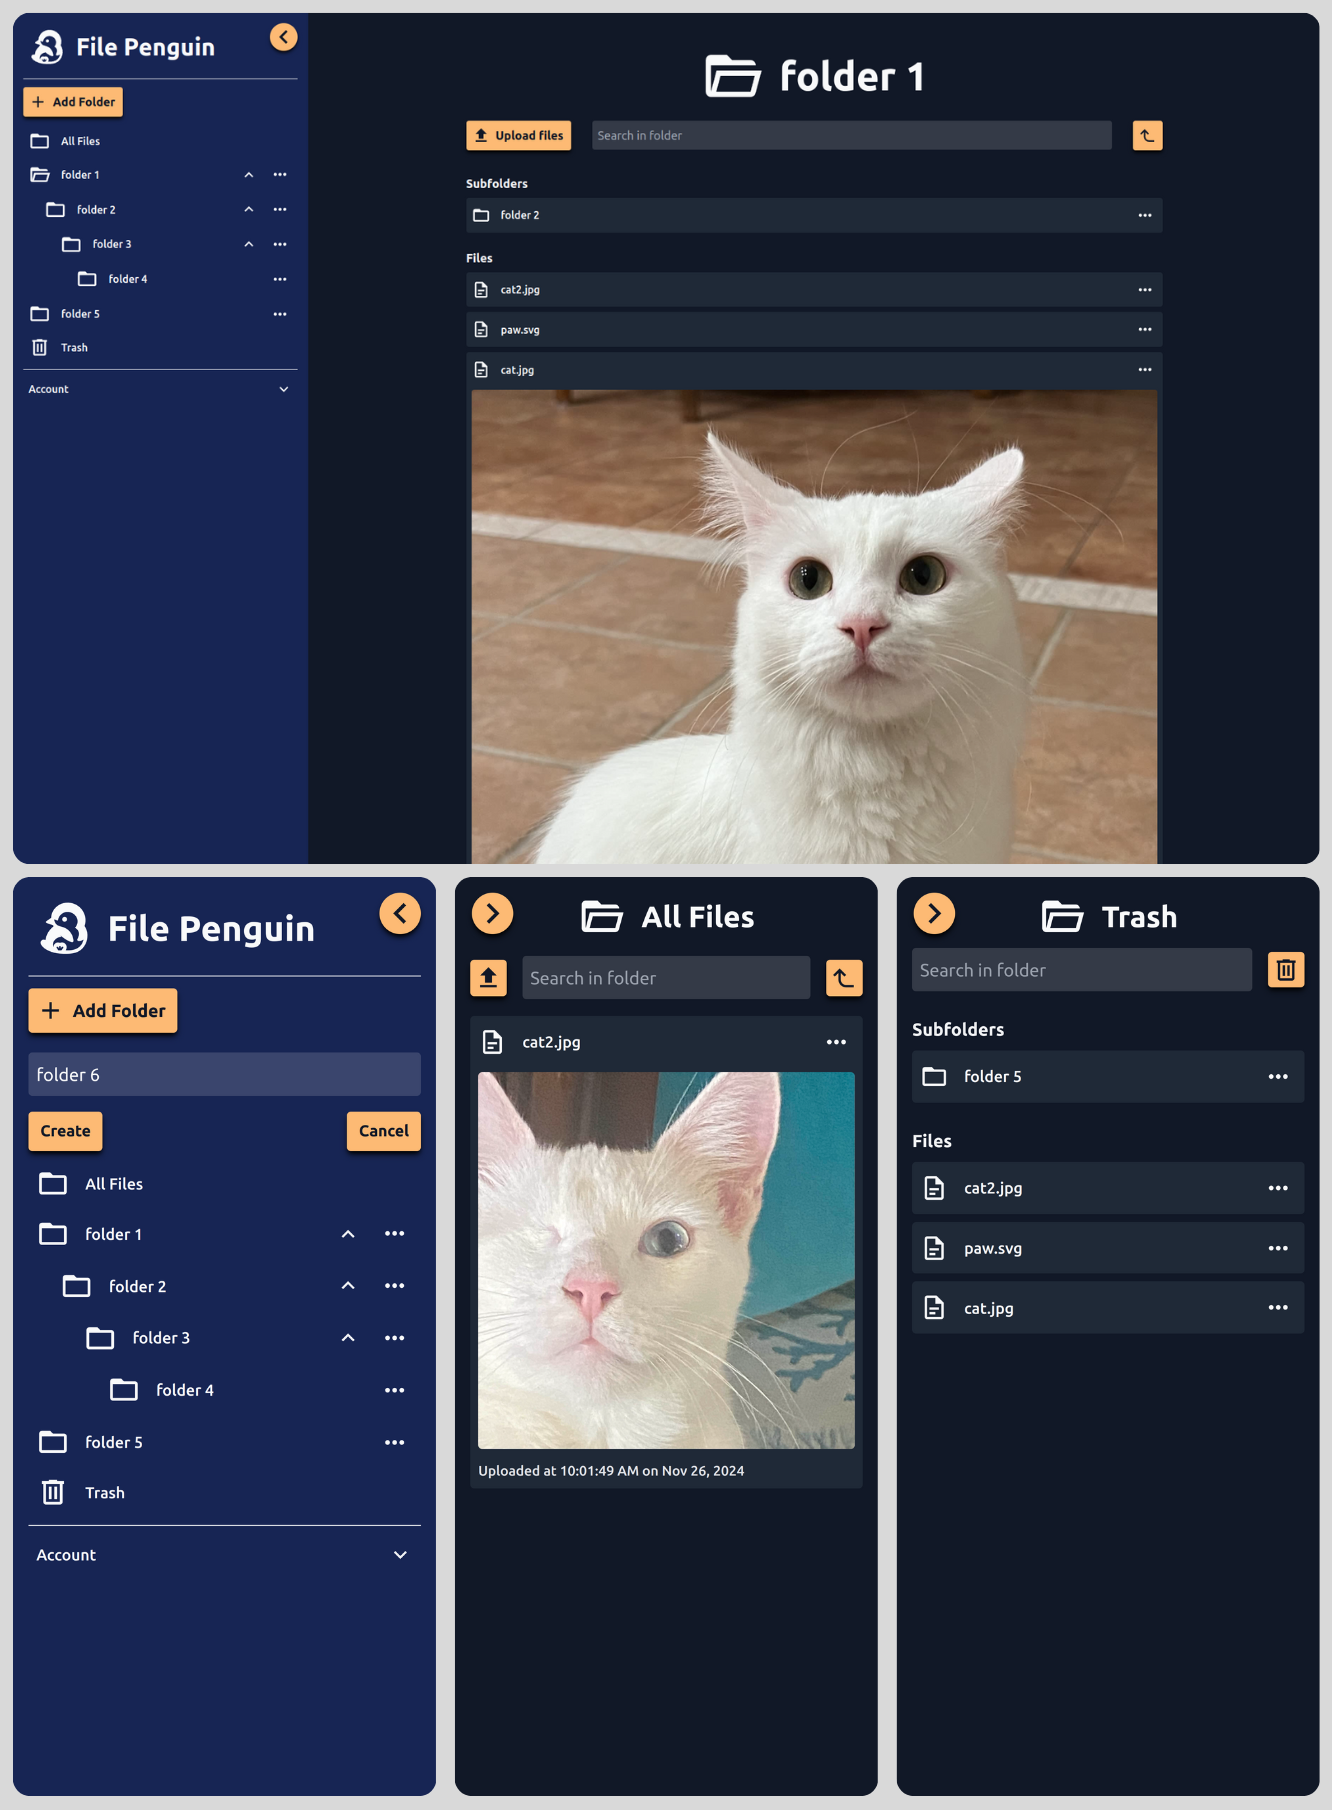 File Penguin
Add Folder
All Files
folder 1
folder 2
folder 3
folder 4
folder 5
Trash
Account
folder 1
Upload files
Search in folder
Subfolders
folder 2
Files
cat2.jpg
paw.svg
cat.jpg
File Penguin
Add Folder
folder 6
Create
Cancel
All Files
folder 1
folder 2
folder 3
folder 4
folder 5
Trash
Account
All Files
Search in folder
cat2.jpg
Uploaded at 10:01:49 AM on Nov 26, 2024
Trash
Search in folder
Subfolders
folder 5
Files
cat2.jpg
paw.svg
cat.jpg